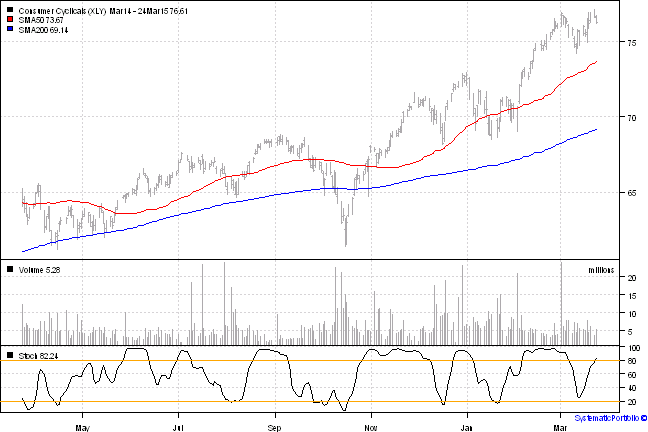 Consumer Cyclicals (XLY) Mar14 - 24Mar15 76.61
SMA50 73.67
SMA200 69.14
75
70
65
Volume 5.28
millions
20
15
10
5
Stoch 82.24
100
80
60
40
20
May
Jul
Sep
Nov
Jan
Mar
SystematicPortfolio ©